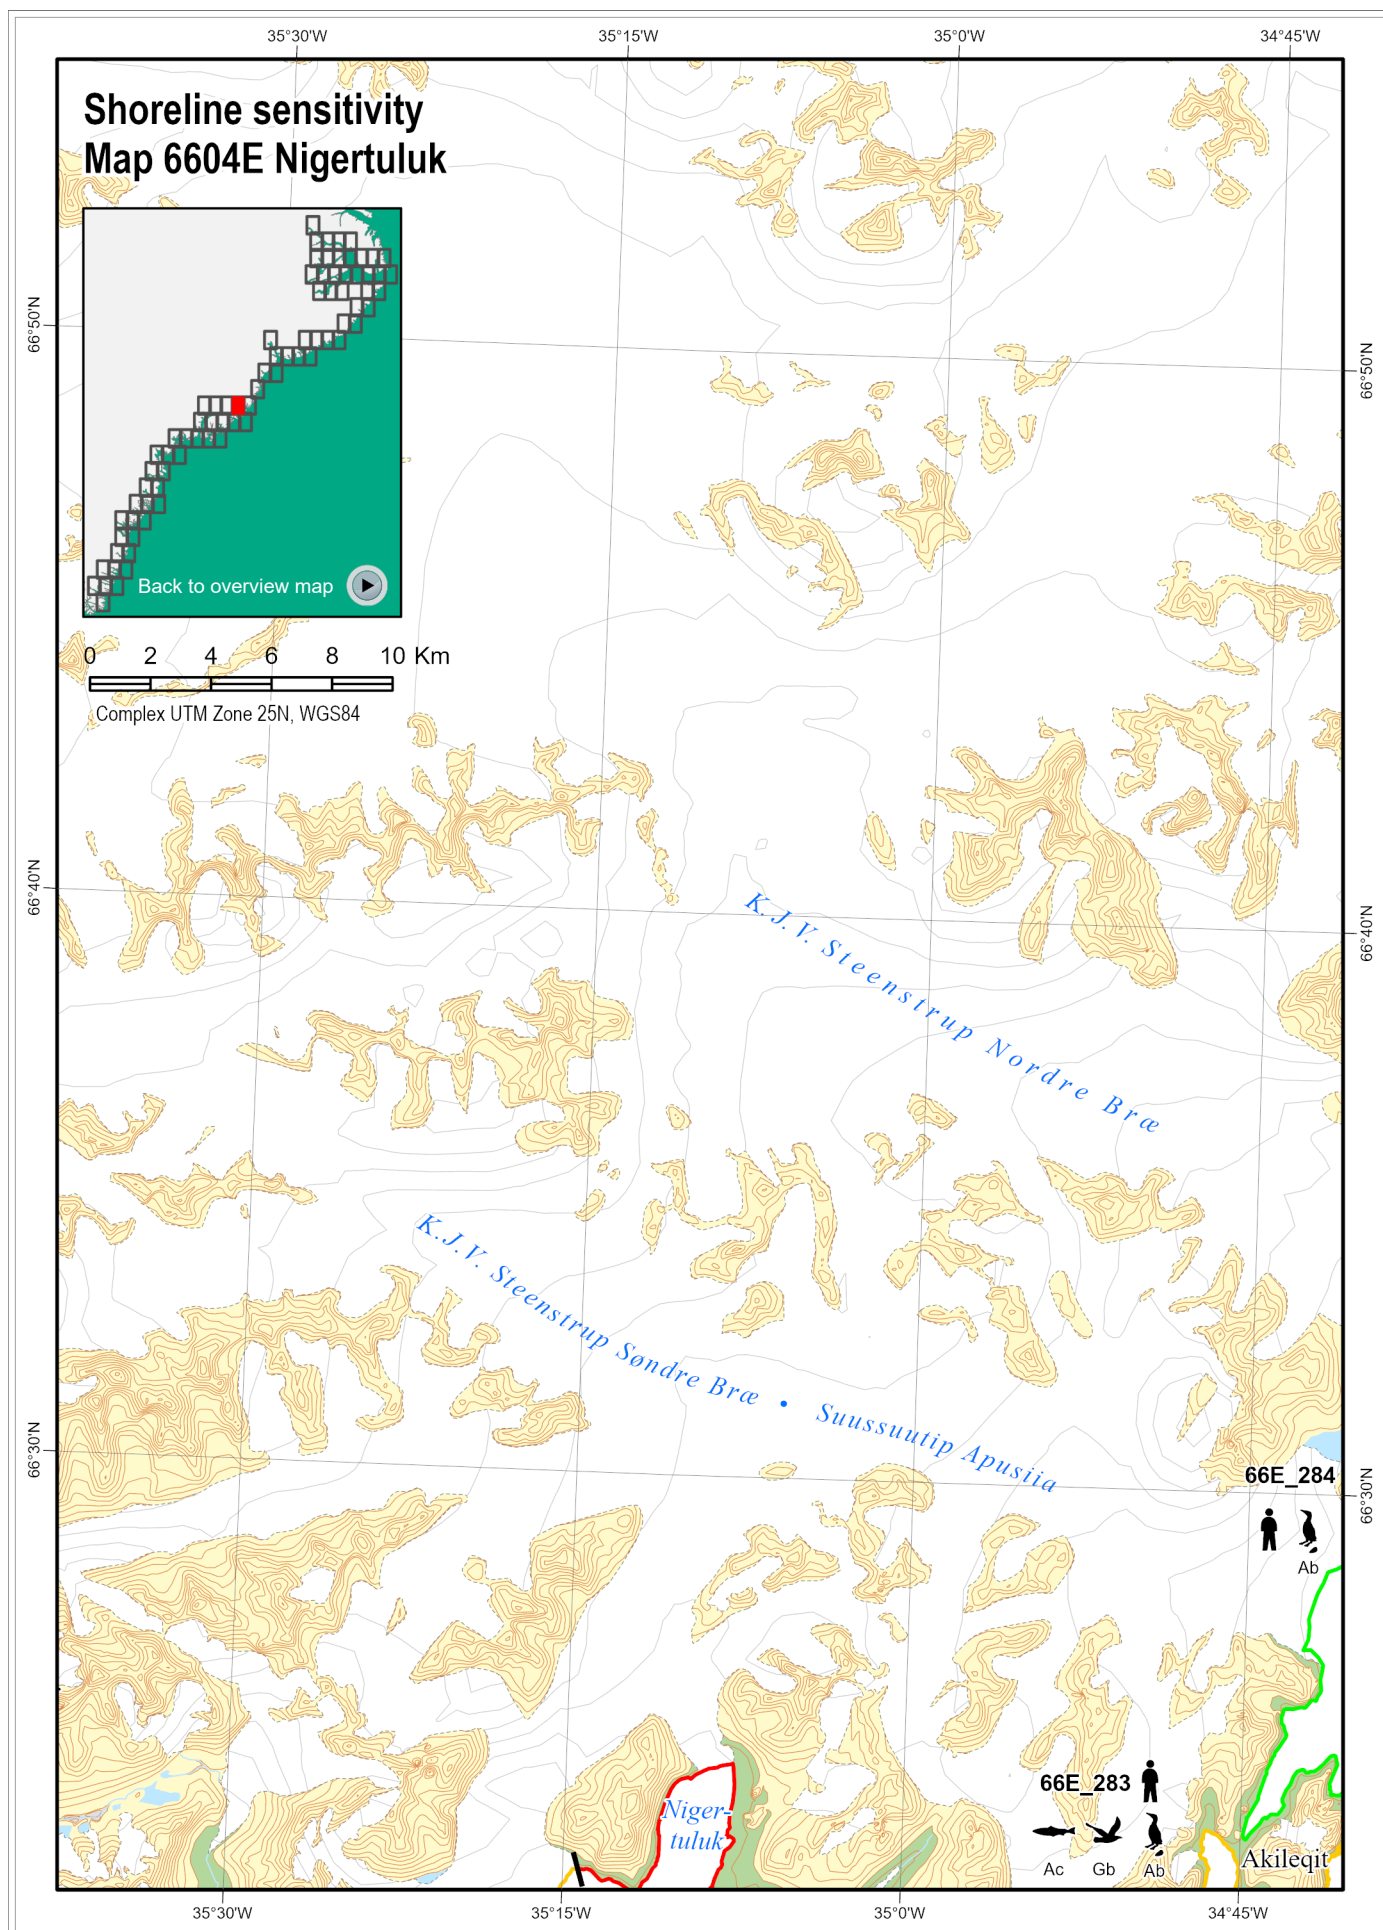 35°30'W 35°15'W 35°0'W 34°45'W
Shoreline sensitivity
Map 6604E Nigertuluk
66°50'N
66°50'N
Back to overview map
0 2 4 6 8 10 Km
Complex UTM Zone 25N, WGS84
66°40'N
K.J.V. Steenstrup Nordre Bræ
66°40'N
K.J.V. Steenstrup Søndre Bræ • Suussuutip Apusiia
66°30'N
66E_284
66°30'N
Ab
66E_283
Niger-
tuluk
Akileqit
Ac Gb Ab
35°30'W 35°15'W 35°0'W 34°45'W